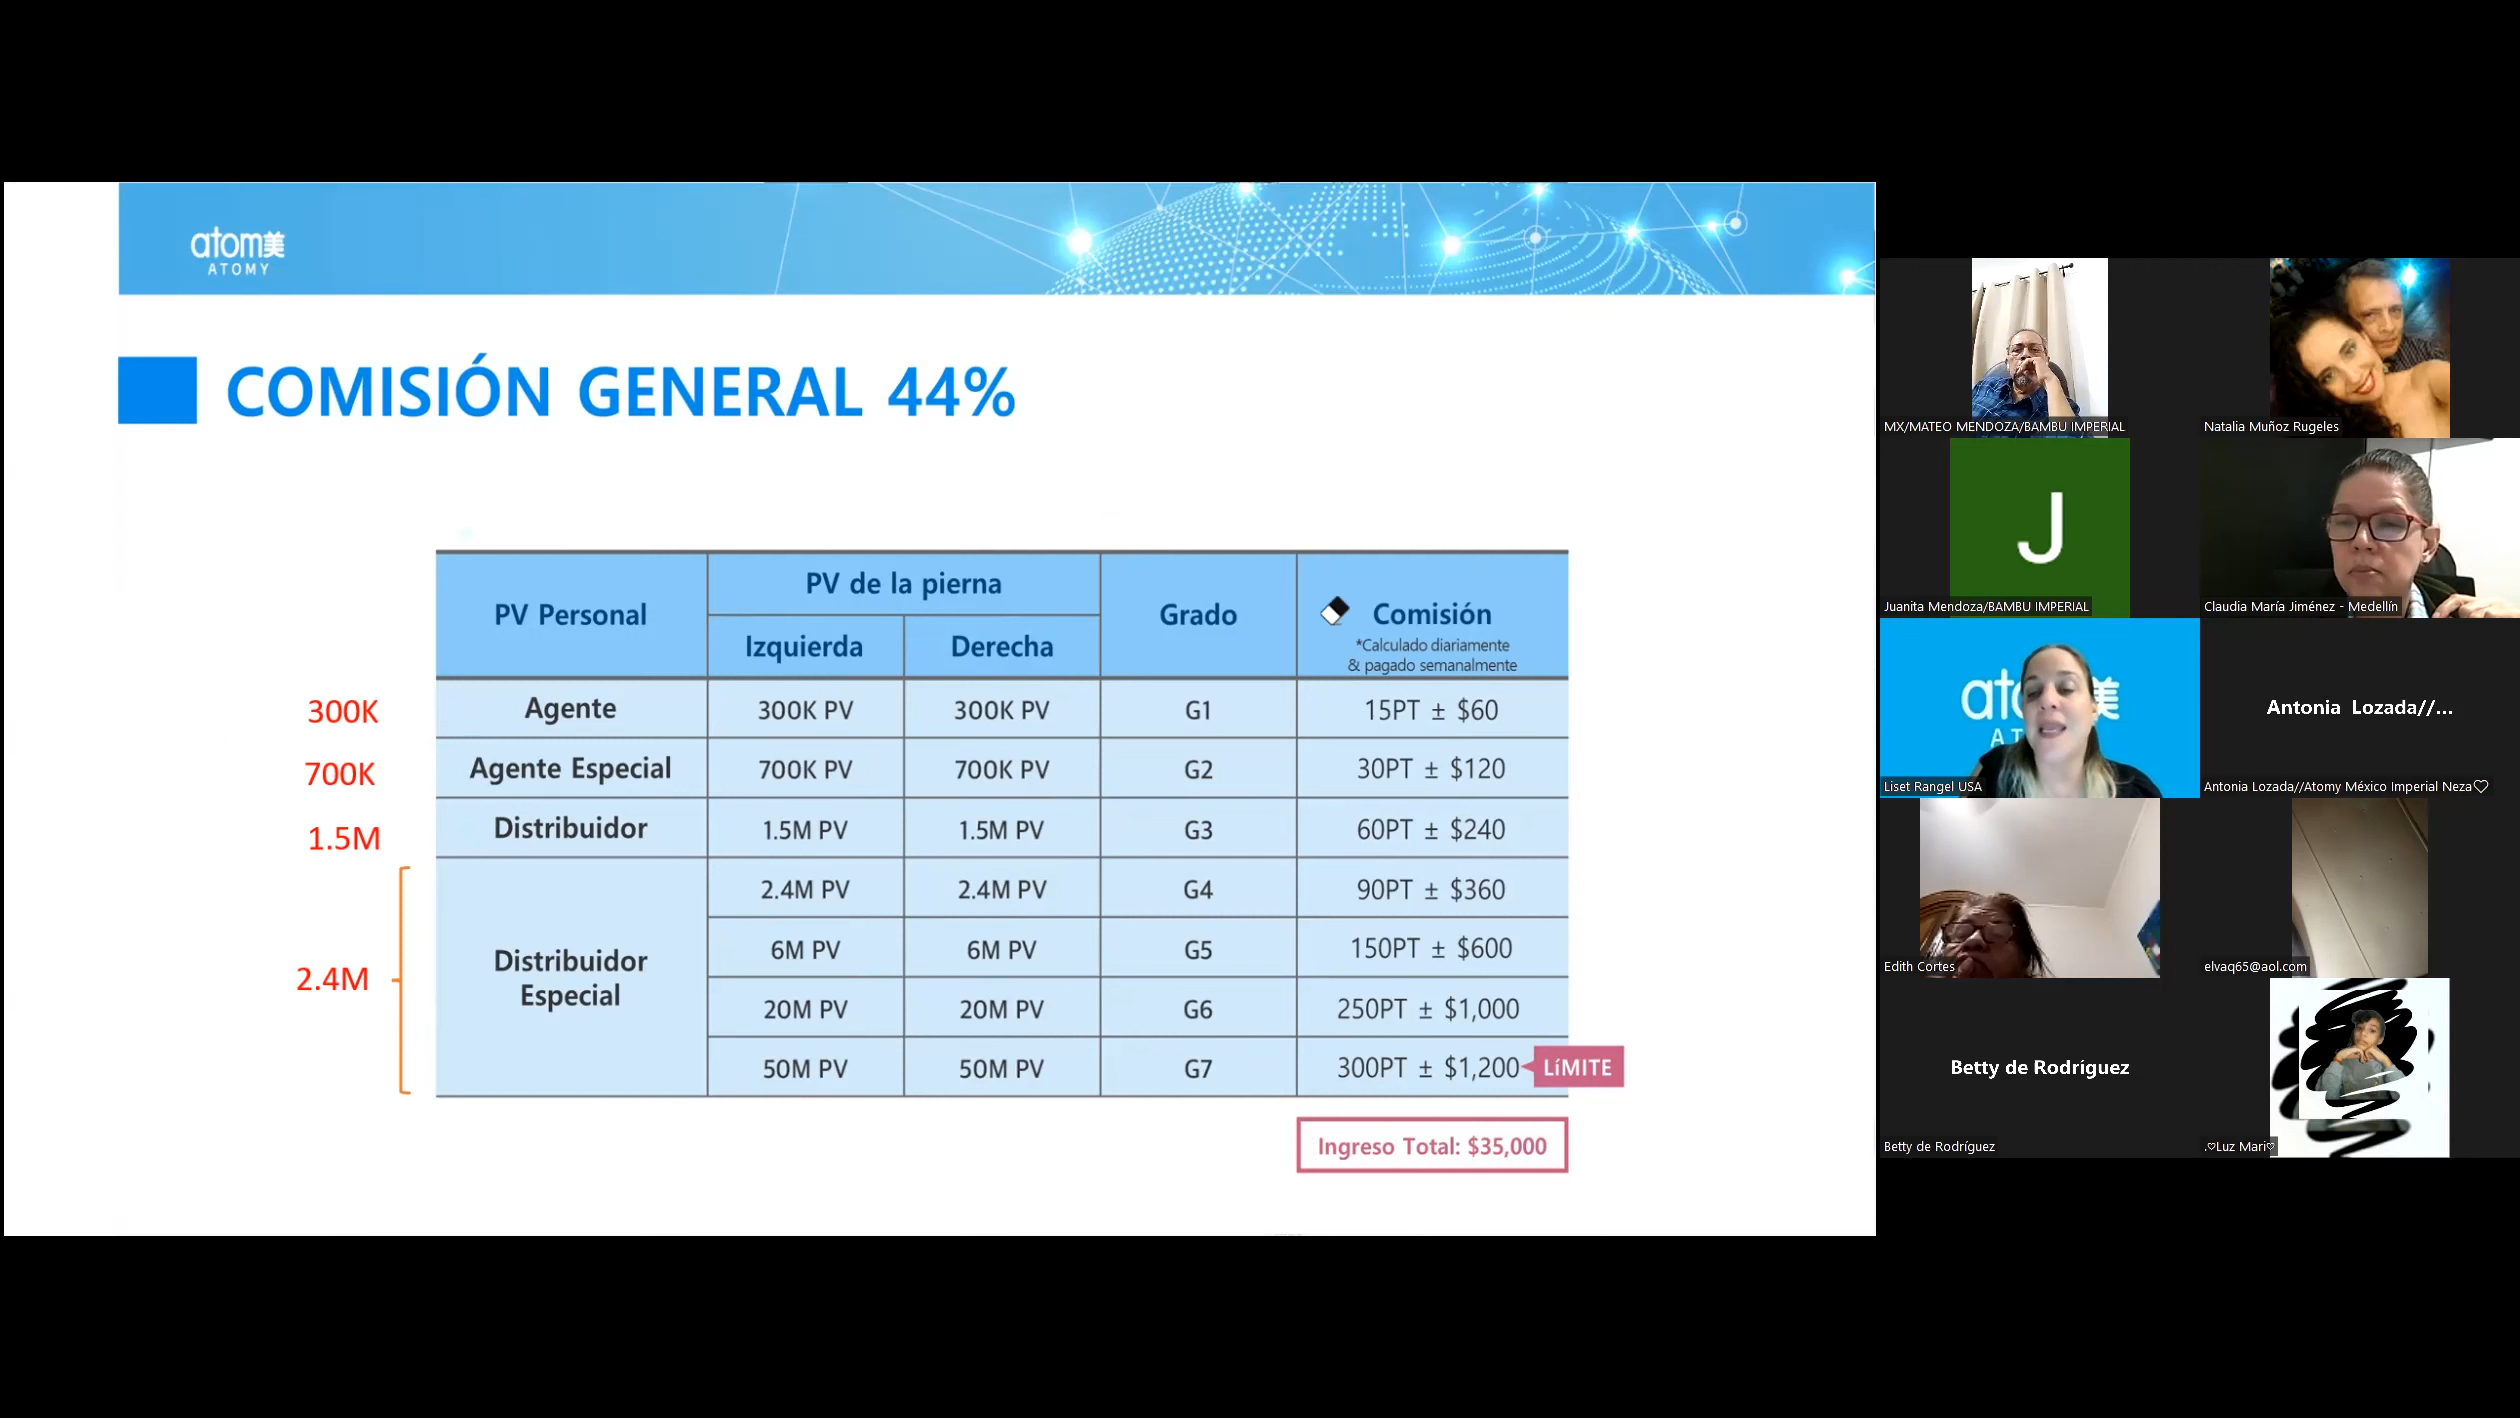 atom美
ATOMY
COMISIÓN GENERAL 44%
PV Personal
PV de la pierna
Izquierda
Derecha
Grado
Comisión
*Calculado diariamente
& pagado semanalmente
300K
Agente
300K PV
300K PV
G1
15PT ± $60
700K
Agente Especial
700K PV
700K PV
G2
30PT ± $120
1.5M
Distribuidor
1.5M PV
1.5M PV
G3
60PT ± $240
2.4M
Distribuidor
Especial
2.4M PV
2.4M PV
G4
90PT ± $360
6M PV
6M PV
G5
150PT ± $600
20M PV
20M PV
G6
250PT ± $1,000
50M PV
50M PV
G7
300PT ± $1,200
LíMITE
Ingreso Total: $35,000
MX/MATEO MENDOZA/BAMBU IMPERIAL
Natalia Muñoz Rugeles
J
Juanita Mendoza/BAMBU IMPERIAL
Claudia María Jiménez - Medellín
ato美
AT
Liset Rangel USA
Antonia Lozada//...
Antonia Lozada//Atomy México Imperial Neza♡
Edith Cortes
elvaq65@aol.com
Betty de Rodríguez
Betty de Rodríguez
.♡Luz Mari♡